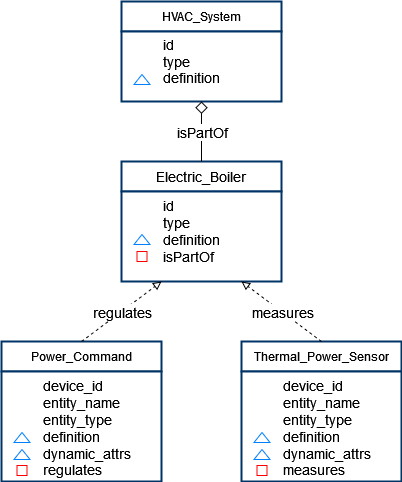 HVAC_System
id
type
definition
isPartOf
Electric_Boiler
id
type
definition
isPartOf
regulates
measures
Power_Command
device_id
entity_name
entity_type
definition
dynamic_attrs
regulates
Thermal_Power_Sensor
device_id
entity_name
entity_type
definition
dynamic_attrs
measures